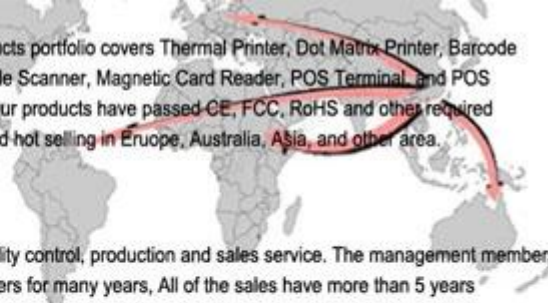 cts portfolio covers Thermal Printer, Dot Matrix Printer, Barcode
le Scanner, Magnetic Card Reader, POS Terminal, and POS
ur products have passed CE, FCC, RoHS and other required
d hot selling in Eruope, Australia, Asia, and other area.
lity control, production and sales service. The management member
ers for many years, All of the sales have more than 5 years